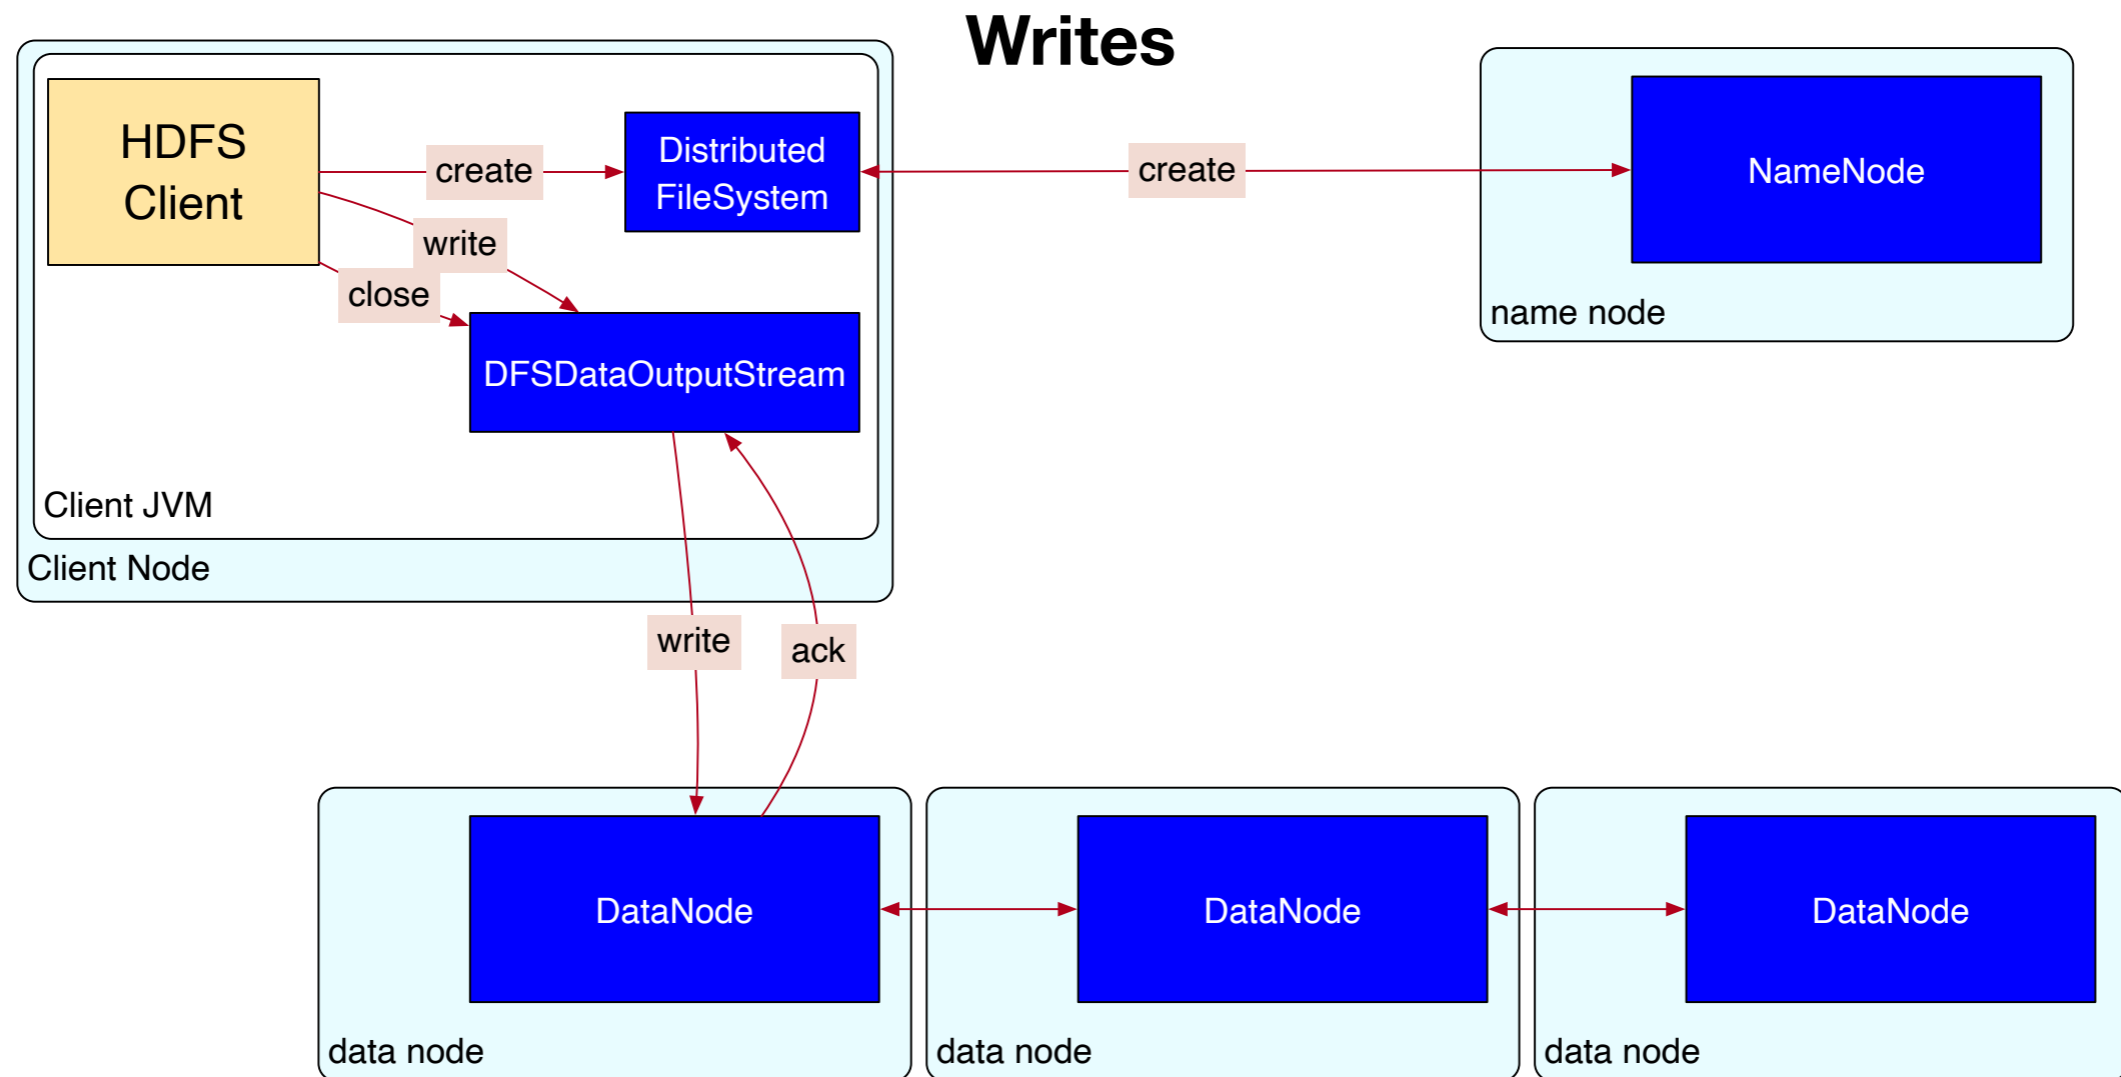 Writes
HDFS
Client
create
Distributed
FileSystem
create
NameNode
write
close
name node
DFSDataOutputStream
Client JVM
Client Node
write
ack
DataNode
DataNode
DataNode
data node
data node
data node